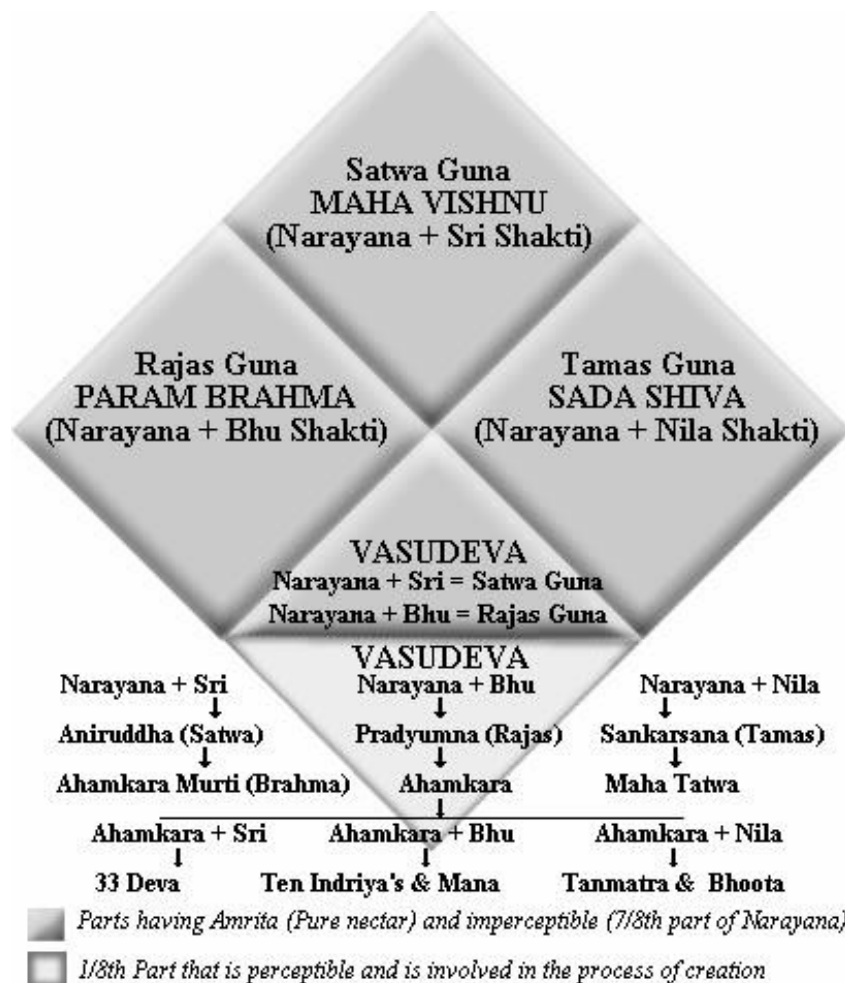 Satwa Guna
MAHA VISHNU
(Narayana + Sri Shakti)
Rajas Guna
PARAM BRAHMA
(Narayana + Bhu Shakti)
Tamas Guna
SADA SHIVA
(Narayana + Nila Shakti)
VASUDEVA
Narayana + Sri = Satwa Guna
Narayana + Bhu = Rajas Guna
VASUDEVA
Narayana + Sri Narayana + Bhu Narayana + Nila
Aniruddha (Satwa) Pradyumna (Rajas) Sankarsana (Tamas)
Ahamkara Murti (Brahma) Ahamkara Maha Tatwa
Ahamkara + Sri Ahamkara + Bhu Ahamkara + Nila
33 Deva Ten Indriya's & Mana Tanmatra & Bhoota
Parts having Amrita (Pure nectar) and imperceptible (7/8th part of Narayana)
1/8th Part that is perceptible and is involved in the process of creation